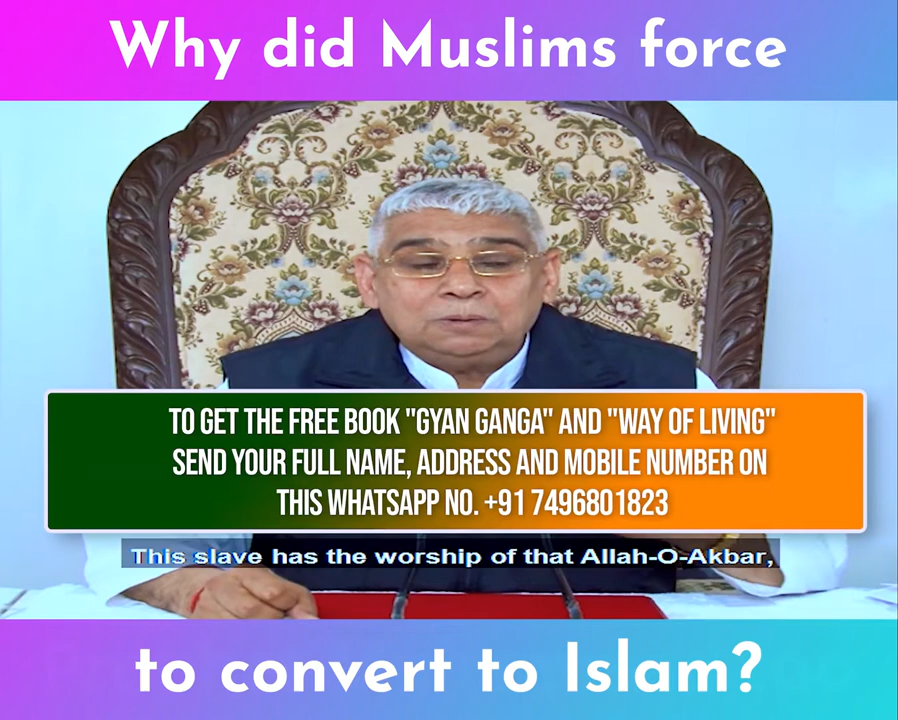 Why did Muslims force
TO GET THE FREE BOOK "GYAN GANGA" AND "WAY OF LIVING"
SEND YOUR FULL NAME, ADDRESS AND MOBILE NUMBER ON
THIS WHATSAPP NO. +91 7496801823
This slave has the worship of that Allah-O-Akbar,
to convert to Islam?